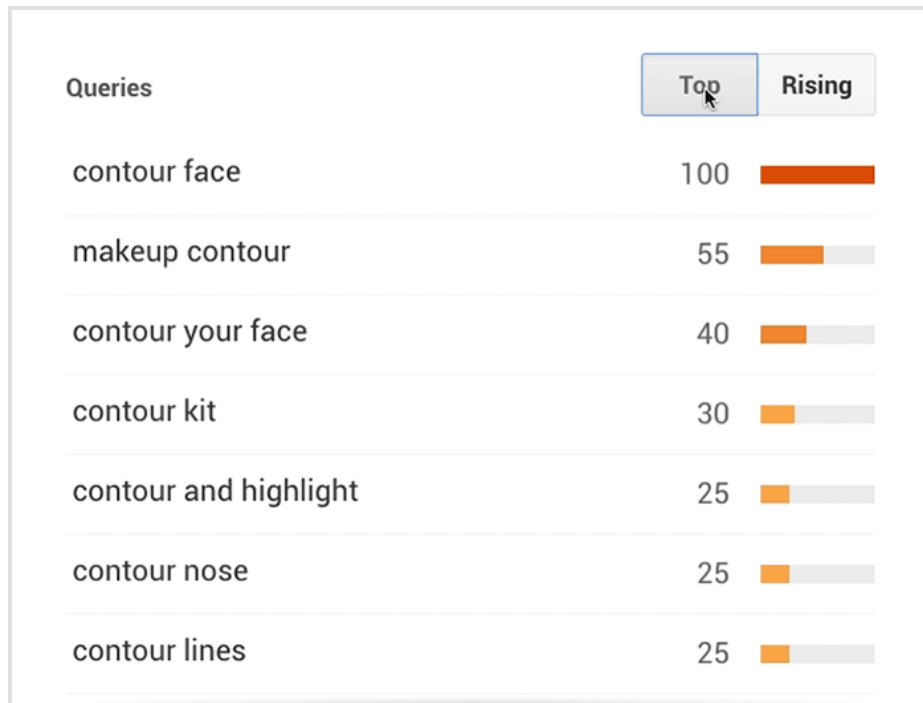 Queries Top Rising
contour face 100
makeup contour 55
contour your face 40
contour kit 30
contour and highlight 25
contour nose 25
contour lines 25